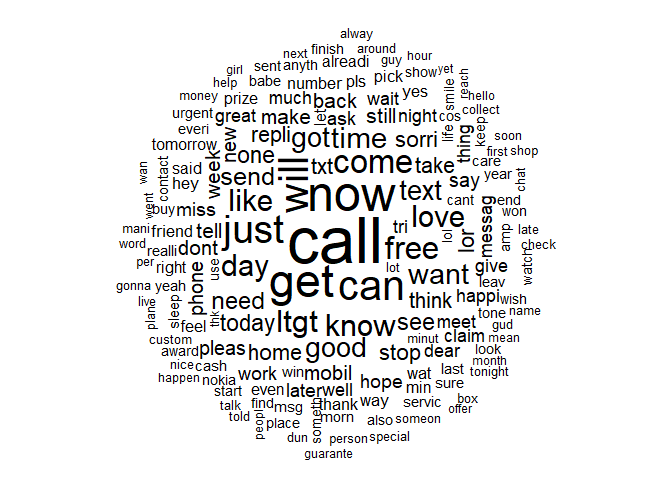 alway
next finish around
girl sent anyth alreadi guy hour
help babe number pls pick show yet reach
money prize much back wait yes smile hello
urgent great make let ask still night cos collect
everi new repli got time sorri life thing keep soon
tomorrow week none txt come take care first shop
wan contact said send will now text say year chat
went hey like love cant end
buy miss just call tri lor messag won
mani friend tell free lol amp late
word realli dont day lot want give check
per right use get can leav watch
gonna yeah phone need think happi wish
live sleep thk today ltgt know see meet tone name
plane feel minut claim gud mean
custom pleas home good stop dear look
award month
nice cash work win mobil wat last tonight
happen nokia hope min sure
start even later well way servic box
talk find msg thank offer
told peopl place someth morn also someon
dun person special
guarante